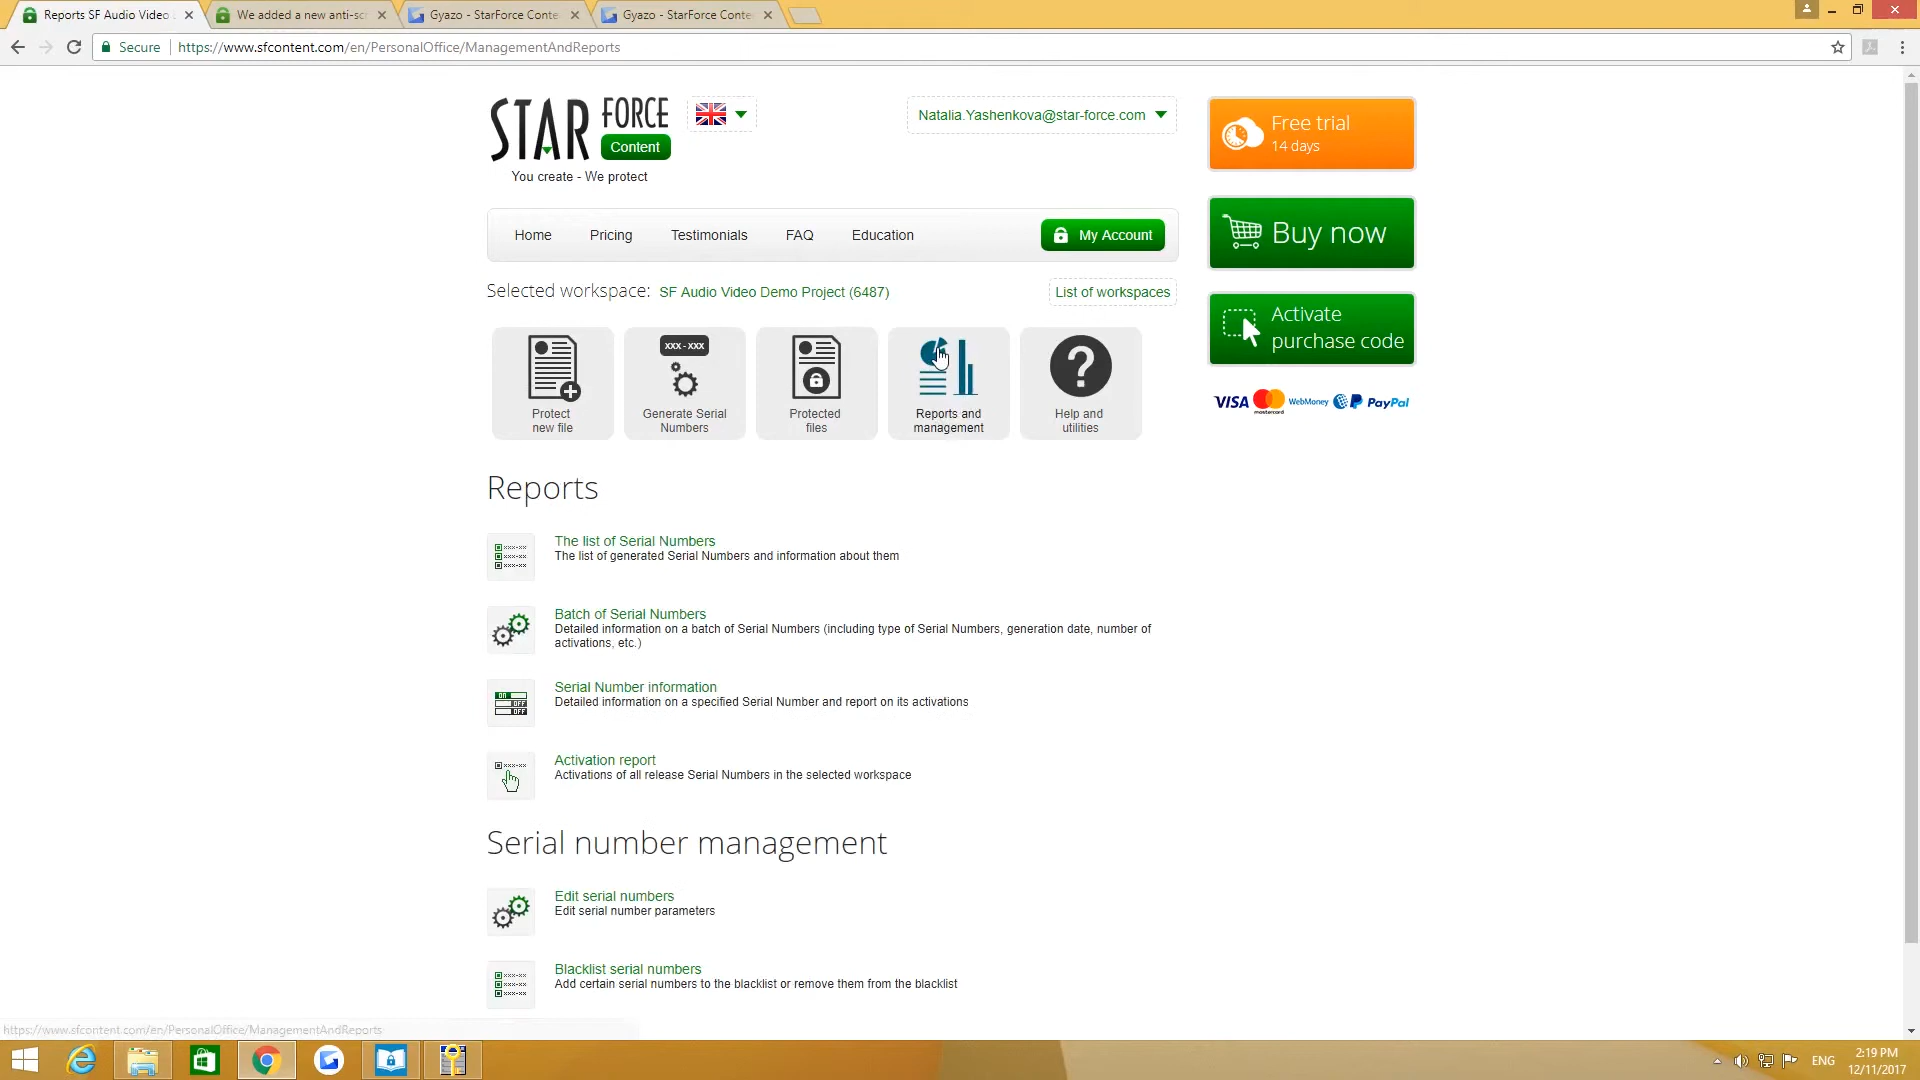 Reports SF Audio Video
We added a new anti-scr
Gyazo - StarForce Conte
Gyazo - StarForce Conte
Secure
https://www.sfcontent.com/en/PersonalOffice/ManagementAndReports
STAR FORCE
Content
You create - We protect
Natalia.Yashenkova@star-force.com
Free trial
14 days
Home
Pricing
Testimonials
FAQ
Education
My Account
Buy now
Selected workspace: SF Audio Video Demo Project (6487)
List of workspaces
Activate
purchase code
xxx - xxx
Protect
new file
Generate Serial
Numbers
Protected
files
Reports and
management
Help and
utilities
VISA
mastercard
WebMoney
PayPal
Reports
The list of Serial Numbers
The list of generated Serial Numbers and information about them
Batch of Serial Numbers
Detailed information on a batch of Serial Numbers (including type of Serial Numbers, generation date, number of
activations, etc.)
Serial Number information
Detailed information on a specified Serial Number and report on its activations
ON
OFF
OFF
Activation report
Activations of all release Serial Numbers in the selected workspace
Serial number management
Edit serial numbers
Edit serial number parameters
Blacklist serial numbers
Add certain serial numbers to the blacklist or remove them from the blacklist
https://www.sfcontent.com/en/PersonalOffice/ManagementAndReports
ENG
2:19 PM
12/11/2017